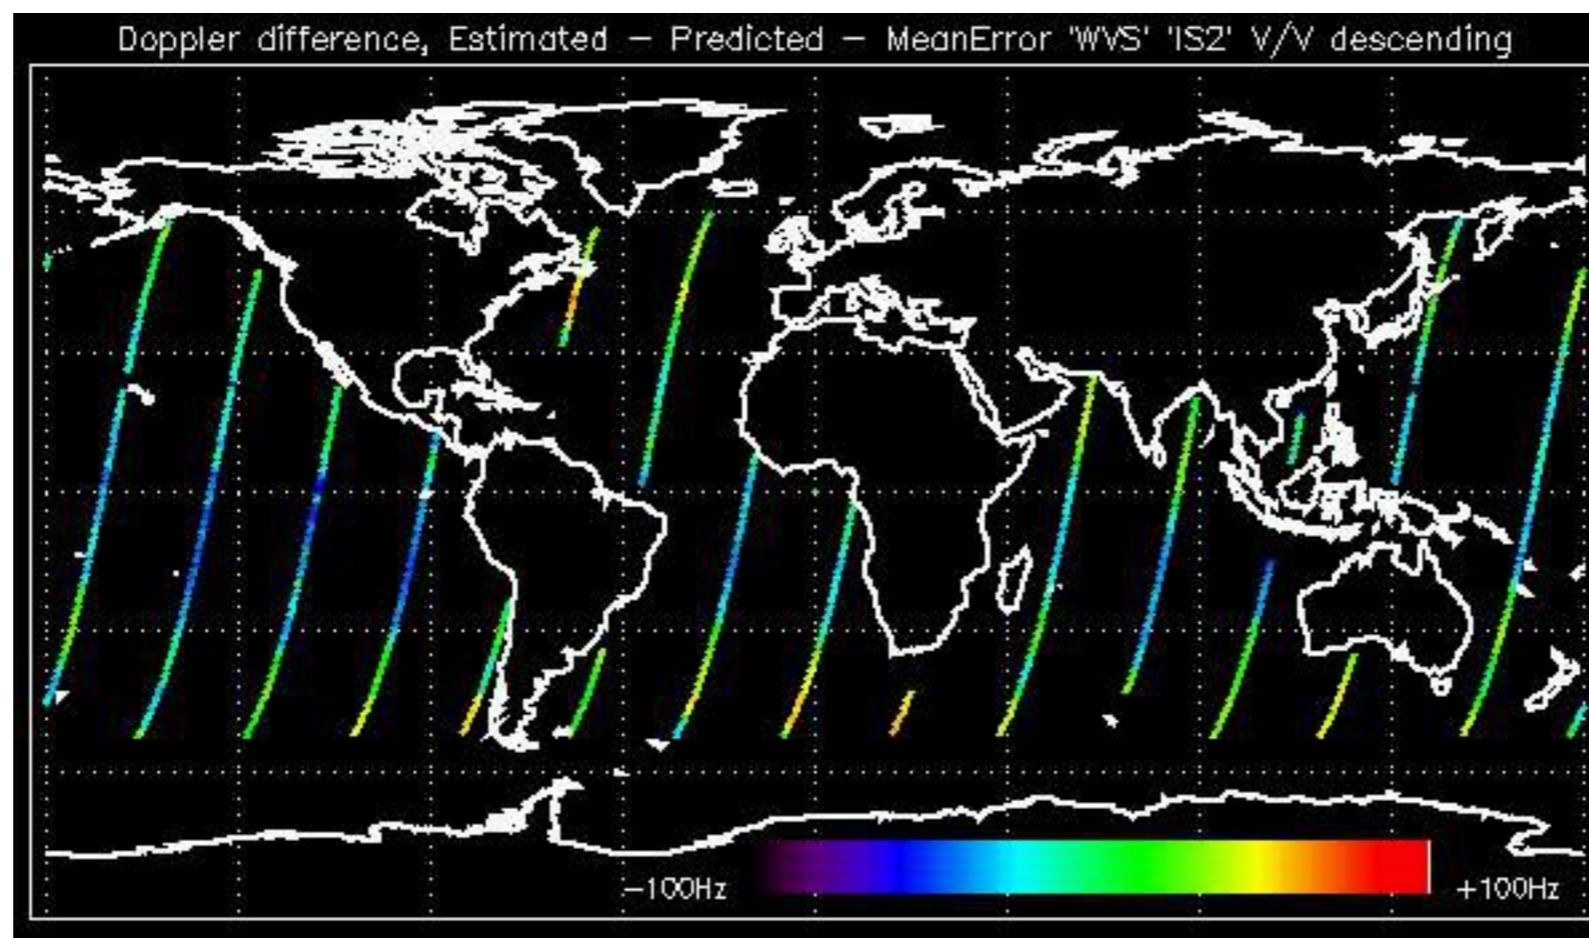 Doppler difference, Estimated – Predicted – MeanError 'WVS' 'IS2' V/V descending
–100Hz
+100Hz